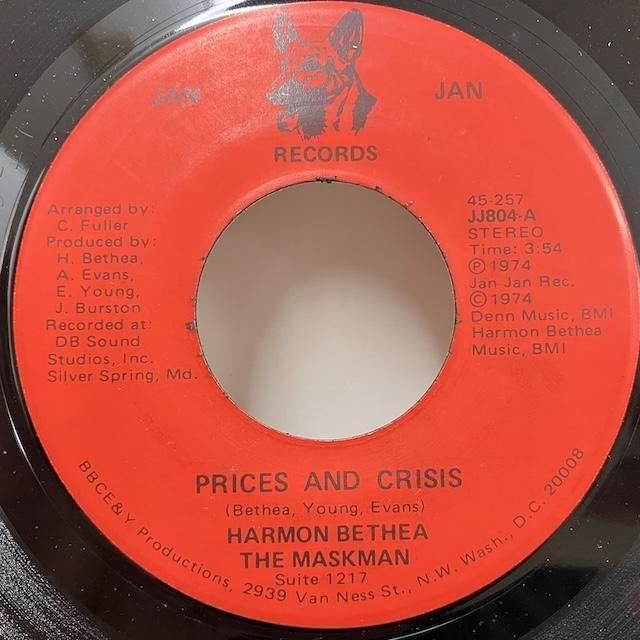 JAN JAN
RECORDS
Arranged by:
C. Fuller
Produced by:
H. Bethea,
A. Evans,
E. Young,
J. Burston
Recorded at:
DB Sound
Studios, Inc.
Silver Spring, Md.
45-257
JJ804-A
STEREO
Time: 3:54
Ⓟ1974
Jan Jan Rec.
©1974
Denn Music, BMI
Harmon Bethea
Music, BMI
PRICES AND CRISIS
(Bethea, Young, Evans)
HARMON BETHEA
THE MASKMAN
Suite 1217
BBCE&Y Productions, 2939 Van Ness St., N.W. Wash., D.C. 20008